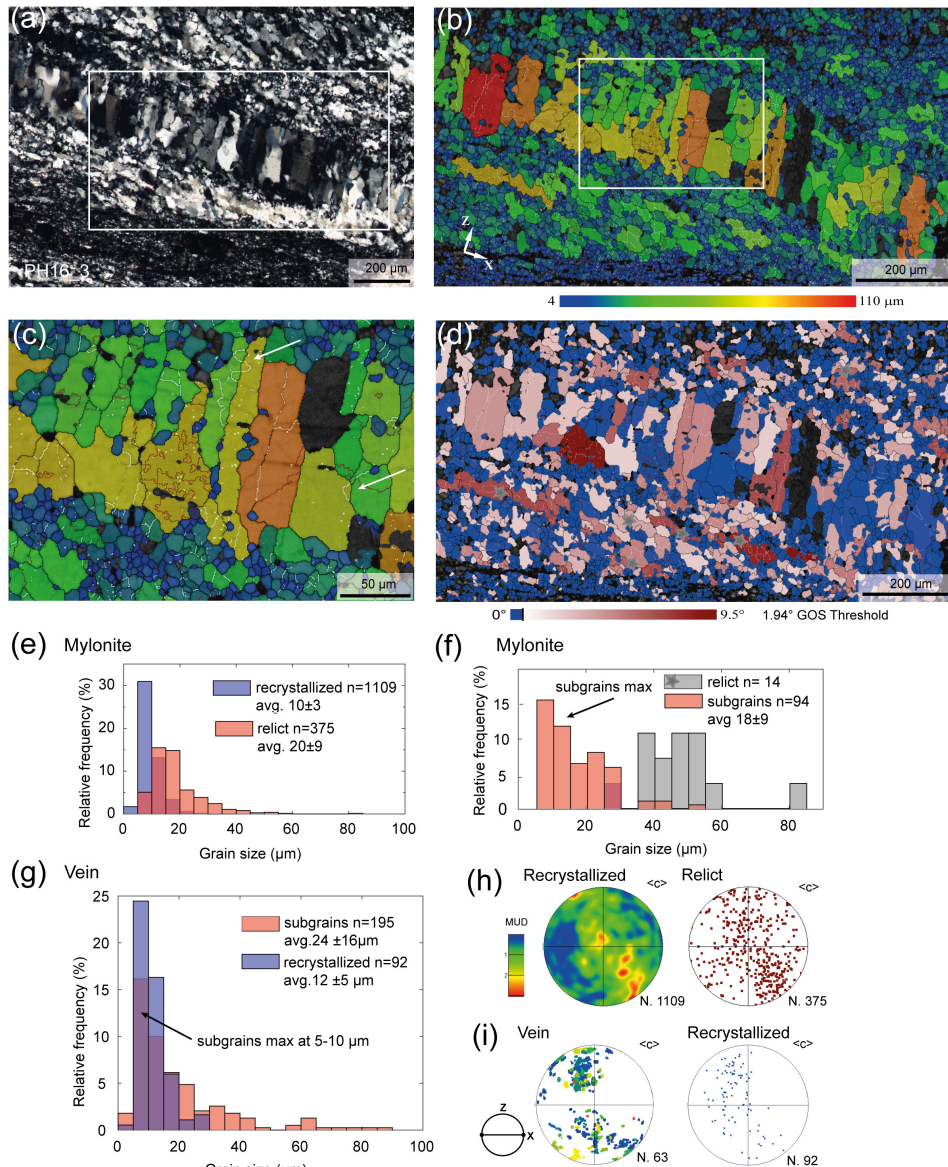 (a)
PH16_3
200 µm
(b)
z
x
200 µm
4
110 µm
(c)
50 µm
(d)
200 µm
0°
9.5°
1.94° GOS Threshold
(e) Mylonite
Relative frequency (%)
30
20
10
0
recrystallized n=1109
avg. 10±3
relict n=375
avg. 20±9
0 20 40 60 80 100
Grain size (µm)
(f) Mylonite
Relative frequency (%)
15
10
5
0
subgrains max
relict n= 14
subgrains n=94
avg 18±9
0 20 40 60 80
Grain size (µm)
(g) Vein
Relative frequency (%)
25
20
15
10
5
0
subgrains n=195
avg.24 ±16µm
recrystallized n=92
avg.12 ±5 µm
subgrains max at 5-10 µm
0 20 40 60 80 100
Grain size (µm)
(h)
Recrystallized
<c>
Relict
<c>
MUD
1
2
N. 1109
N. 375
(i)
Vein
<c>
Recrystallized
<c>
z
x
N. 63
N. 92